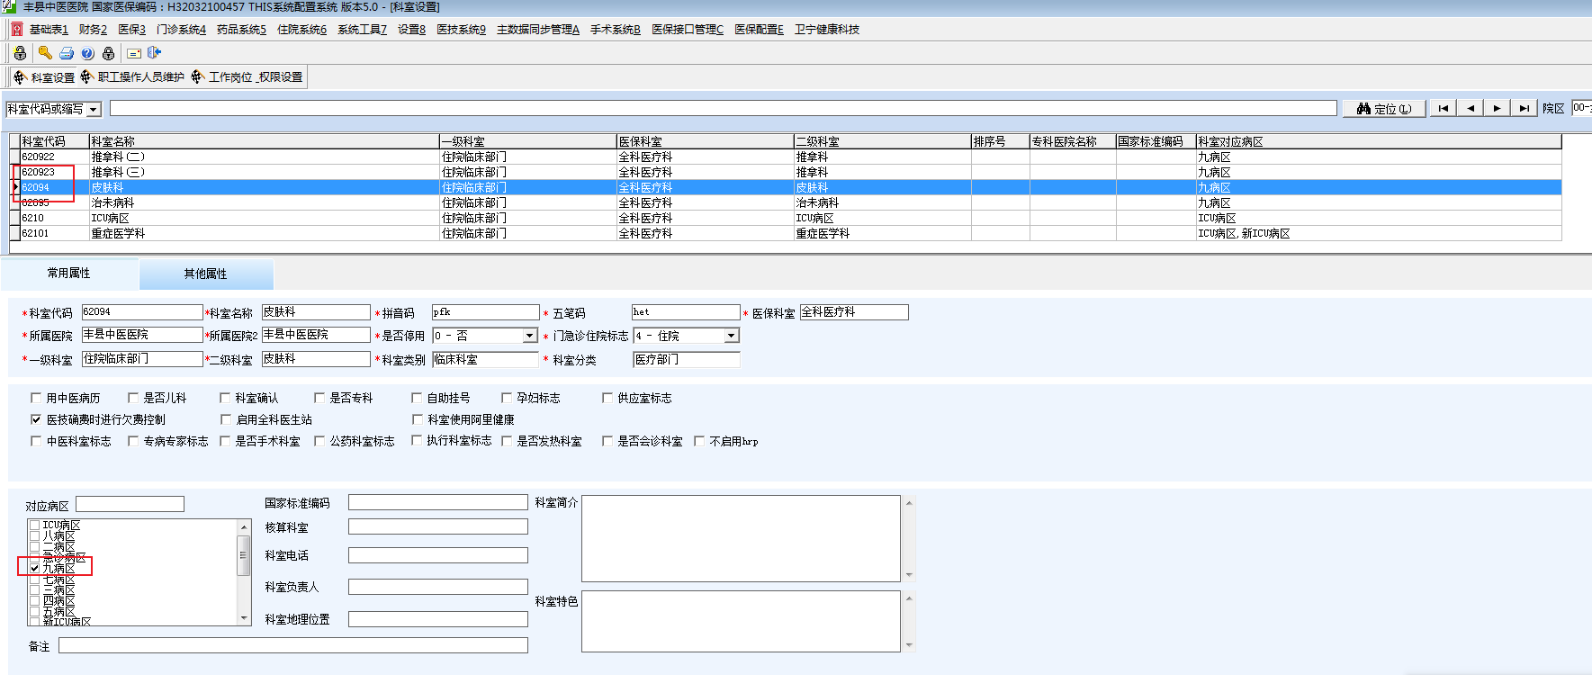 丰县中医医院 国家医保编码：H32032100457 THIS系统配置系统 版本5.0 - [科室设置]
基础表1 财务2 医保3 门诊系统4 药品系统5 住院系统6 系统工具7 设置8 医技系统9 主数据同步管理A 手术系统B 医保接口管理C 医保配置E 卫宁健康科技
科室设置 职工操作人员维护 工作岗位_权限设置
科室代码或缩写 定位(L) 院区 00-
科室代码 科室名称 一级科室 医保科室 二级科室 排序号 专科医院名称 国家标准编码 科室对应病区
620922 推拿科(二) 住院临床部门 全科医疗科 推拿科 九病区
620923 推拿科(三) 住院临床部门 全科医疗科 推拿科 九病区
62094 皮肤科 住院临床部门 全科医疗科 皮肤科 九病区
62095 治未病科 住院临床部门 全科医疗科 治未病科 九病区
6210 ICU病区 住院临床部门 全科医疗科 ICU病区 ICU病区
62101 重症医学科 住院临床部门 全科医疗科 重症医学科 ICU病区,新ICU病区
常用属性 其他属性
*科室代码 62094 *科室名称 皮肤科 *拼音码 pfk * 五笔码 het * 医保科室 全科医疗科
*所属医院 丰县中医医院 *所属医院2 丰县中医医院 *是否停用 0 - 否 * 门急诊住院标志 4 - 住院
*一级科室 住院临床部门 *二级科室 皮肤科 *科室类别 临床科室 * 科室分类 医疗部门
用中医病历 是否儿科 科室确认 是否专科 自助挂号 孕妇标志 供应室标志
医技确费时进行欠费控制 启用全科医生站 科室使用阿里健康
中医科室标志 专病专家标志 是否手术科室 公药科室标志 执行科室标志 是否发热科室 是否会诊科室 不启用hrp
对应病区 国家标准编码 科室简介
ICU病区
八病区
二病区
急诊病区
九病区
七病区
三病区
四病区
五病区
新ICU病区
核算科室
科室电话
科室负责人
科室特色
科室地理位置
备注